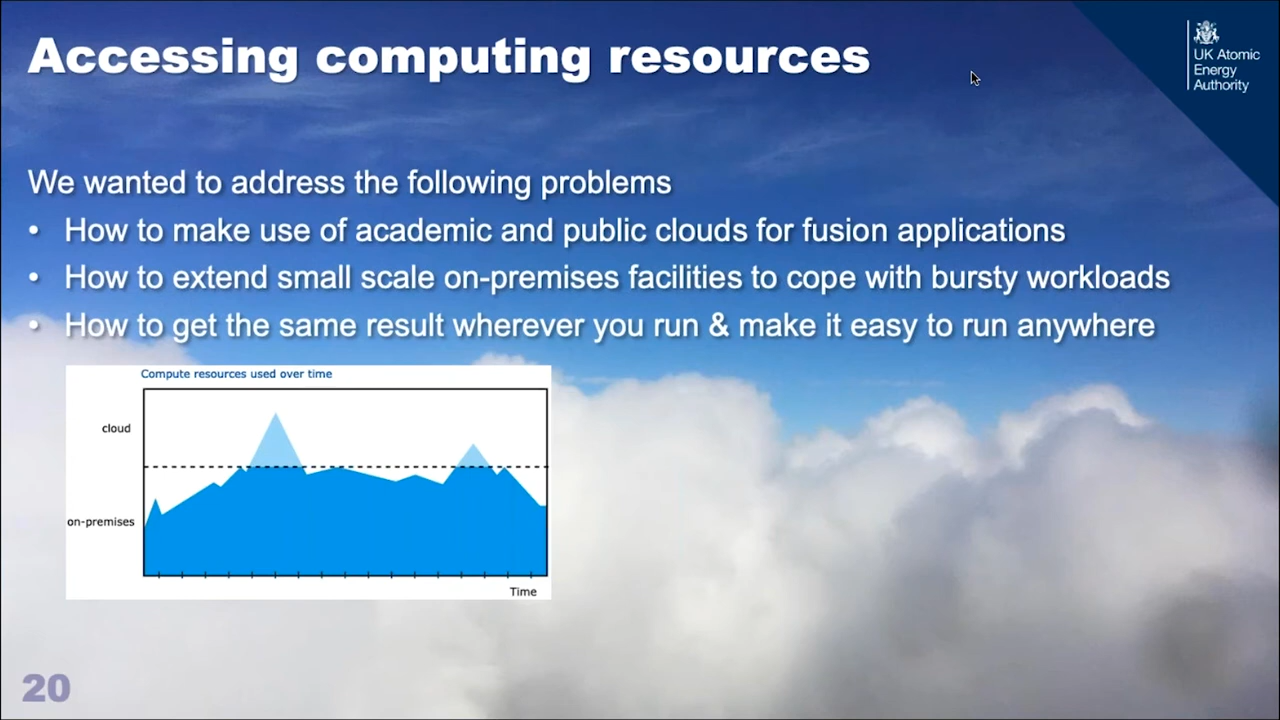 Accessing computing resources
UK Atomic
Energy
Authority
We wanted to address the following problems
• How to make use of academic and public clouds for fusion applications
• How to extend small scale on-premises facilities to cope with bursty workloads
• How to get the same result wherever you run & make it easy to run anywhere
Compute resources used over time
cloud
on-premises
Time
20